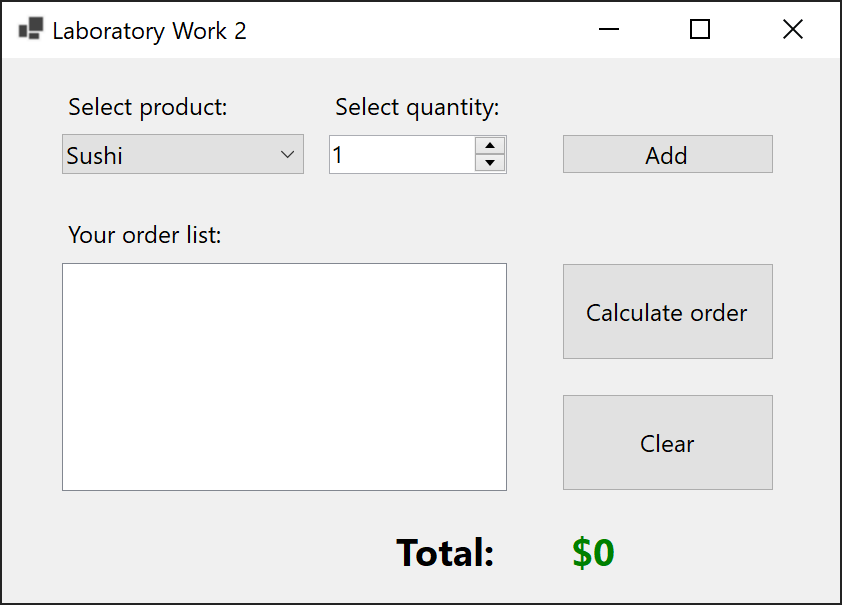 Laboratory Work 2
Select product:
Select quantity:
Sushi
1
Add
Your order list:
Calculate order
Clear
Total:
$0